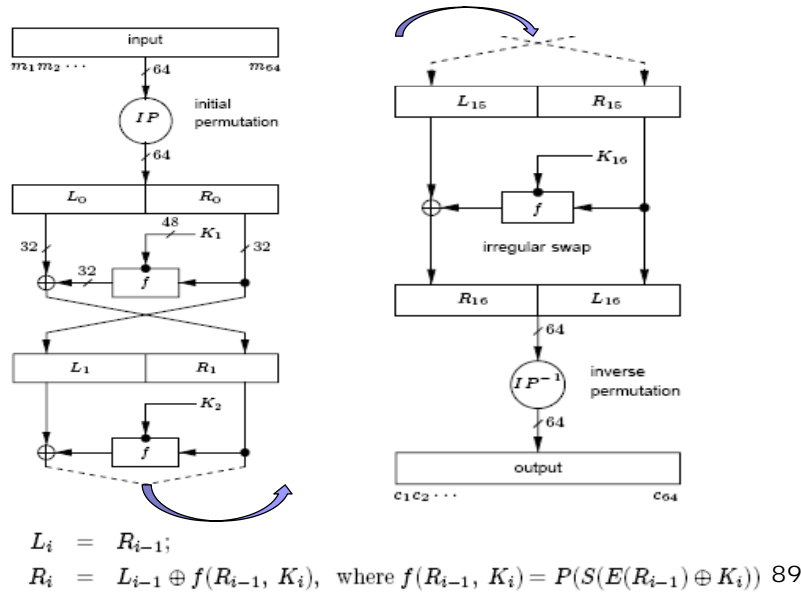 input
m₁m₂ ··· m₆₄
64
IP
initial
permutation
64
L₀ R₀
48 K₁
32 32
32
f
L₁ R₁
K₂
f
L₁₅ R₁₅
K₁₆
f
irregular swap
R₁₆ L₁₆
64
IP⁻¹
inverse
permutation
64
output
c₁c₂ ··· c₆₄
Lᵢ = Rᵢ₋₁;
Rᵢ = Lᵢ₋₁ ⊕ f(Rᵢ₋₁, Kᵢ), where f(Rᵢ₋₁, Kᵢ) = P(S(E(Rᵢ₋₁) ⊕ Kᵢ)) 89